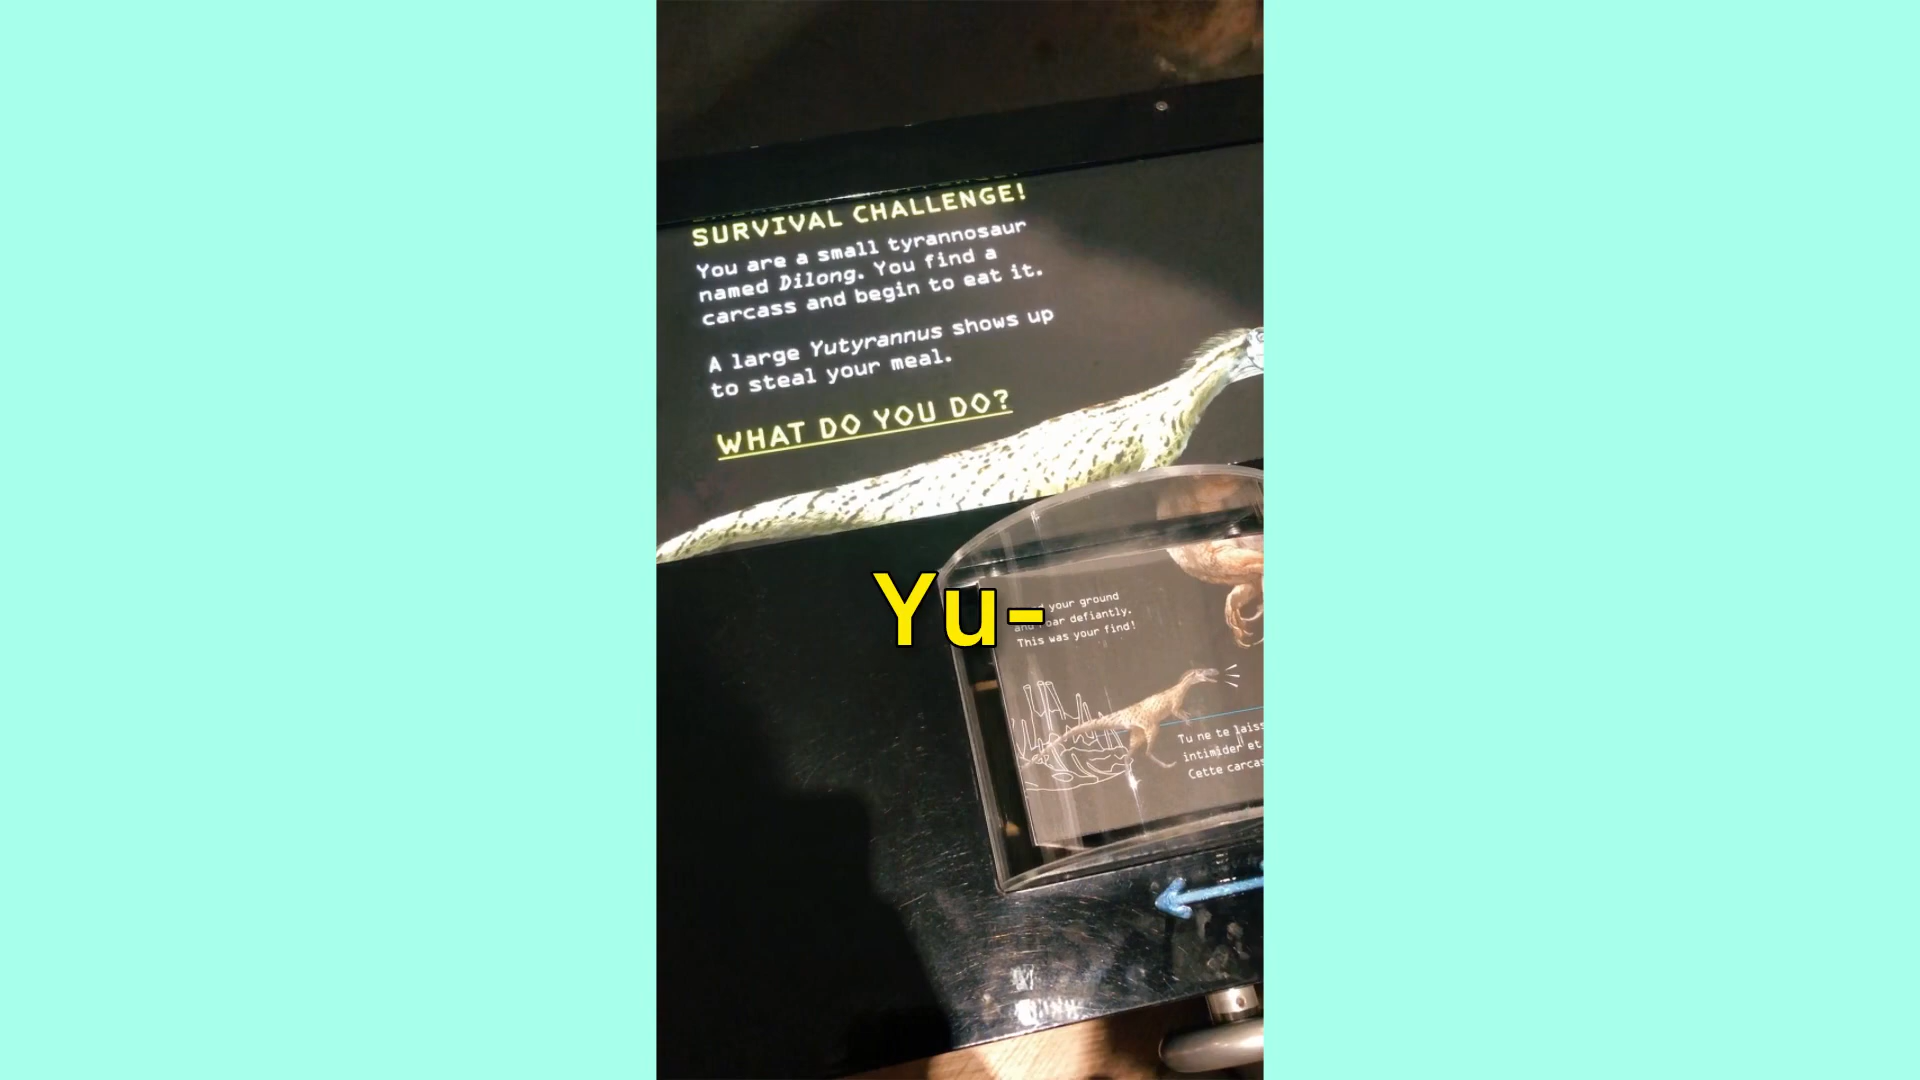 SURVIVAL CHALLENGE!
You are a small tyrannosaur
named Dilong. You find a
carcass and begin to eat it.
A large Yutyrannus shows up
to steal your meal.
WHAT DO YOU DO?
Yu-
your ground
and roar defiantly.
This was your find!
Tu ne te
intimider et
Cette